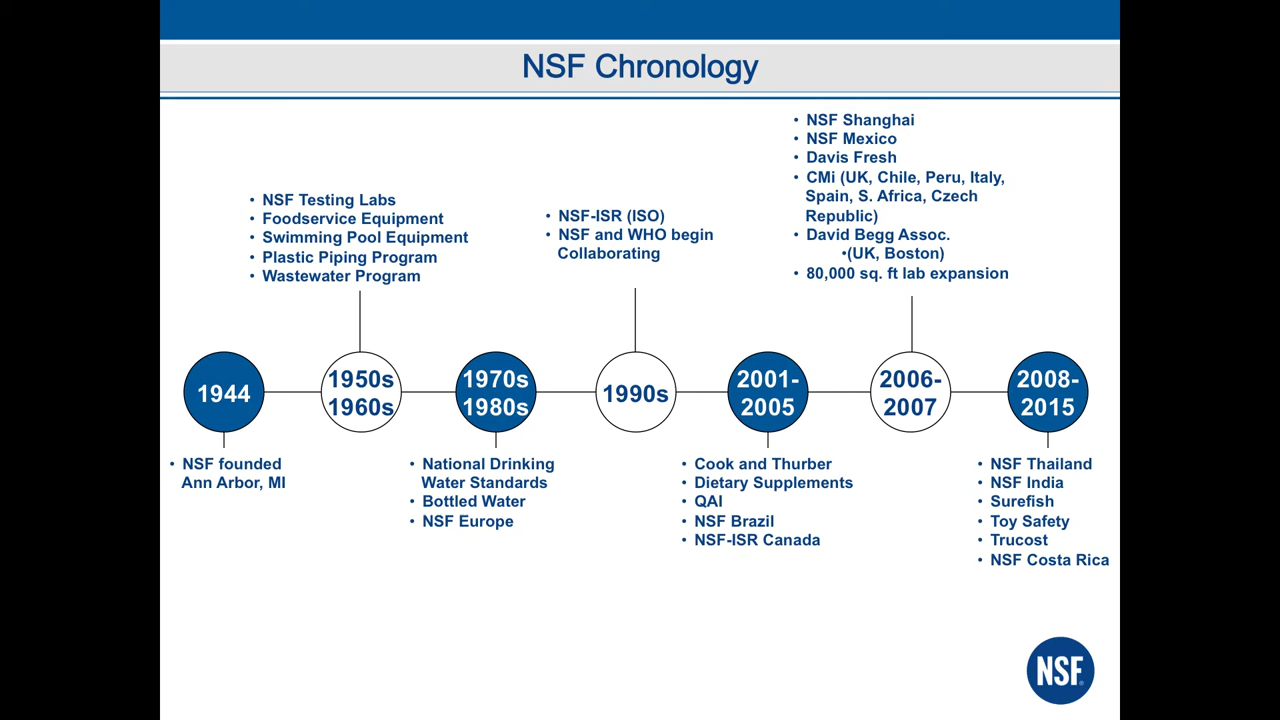 NSF Chronology
• NSF Testing Labs
• Foodservice Equipment
• Swimming Pool Equipment
• Plastic Piping Program
• Wastewater Program
• NSF-ISR (ISO)
• NSF and WHO begin
Collaborating
• NSF Shanghai
• NSF Mexico
• Davis Fresh
• CMi (UK, Chile, Peru, Italy,
Spain, S. Africa, Czech
Republic)
• David Begg Assoc.
•(UK, Boston)
• 80,000 sq. ft lab expansion
1944
1950s
1960s
1970s
1980s
1990s
2001-
2005
2006-
2007
2008-
2015
• NSF founded
Ann Arbor, MI
• National Drinking
Water Standards
• Bottled Water
• NSF Europe
• Cook and Thurber
• Dietary Supplements
• QAI
• NSF Brazil
• NSF-ISR Canada
• NSF Thailand
• NSF India
• Surefish
• Toy Safety
• Trucost
• NSF Costa Rica
NSF®